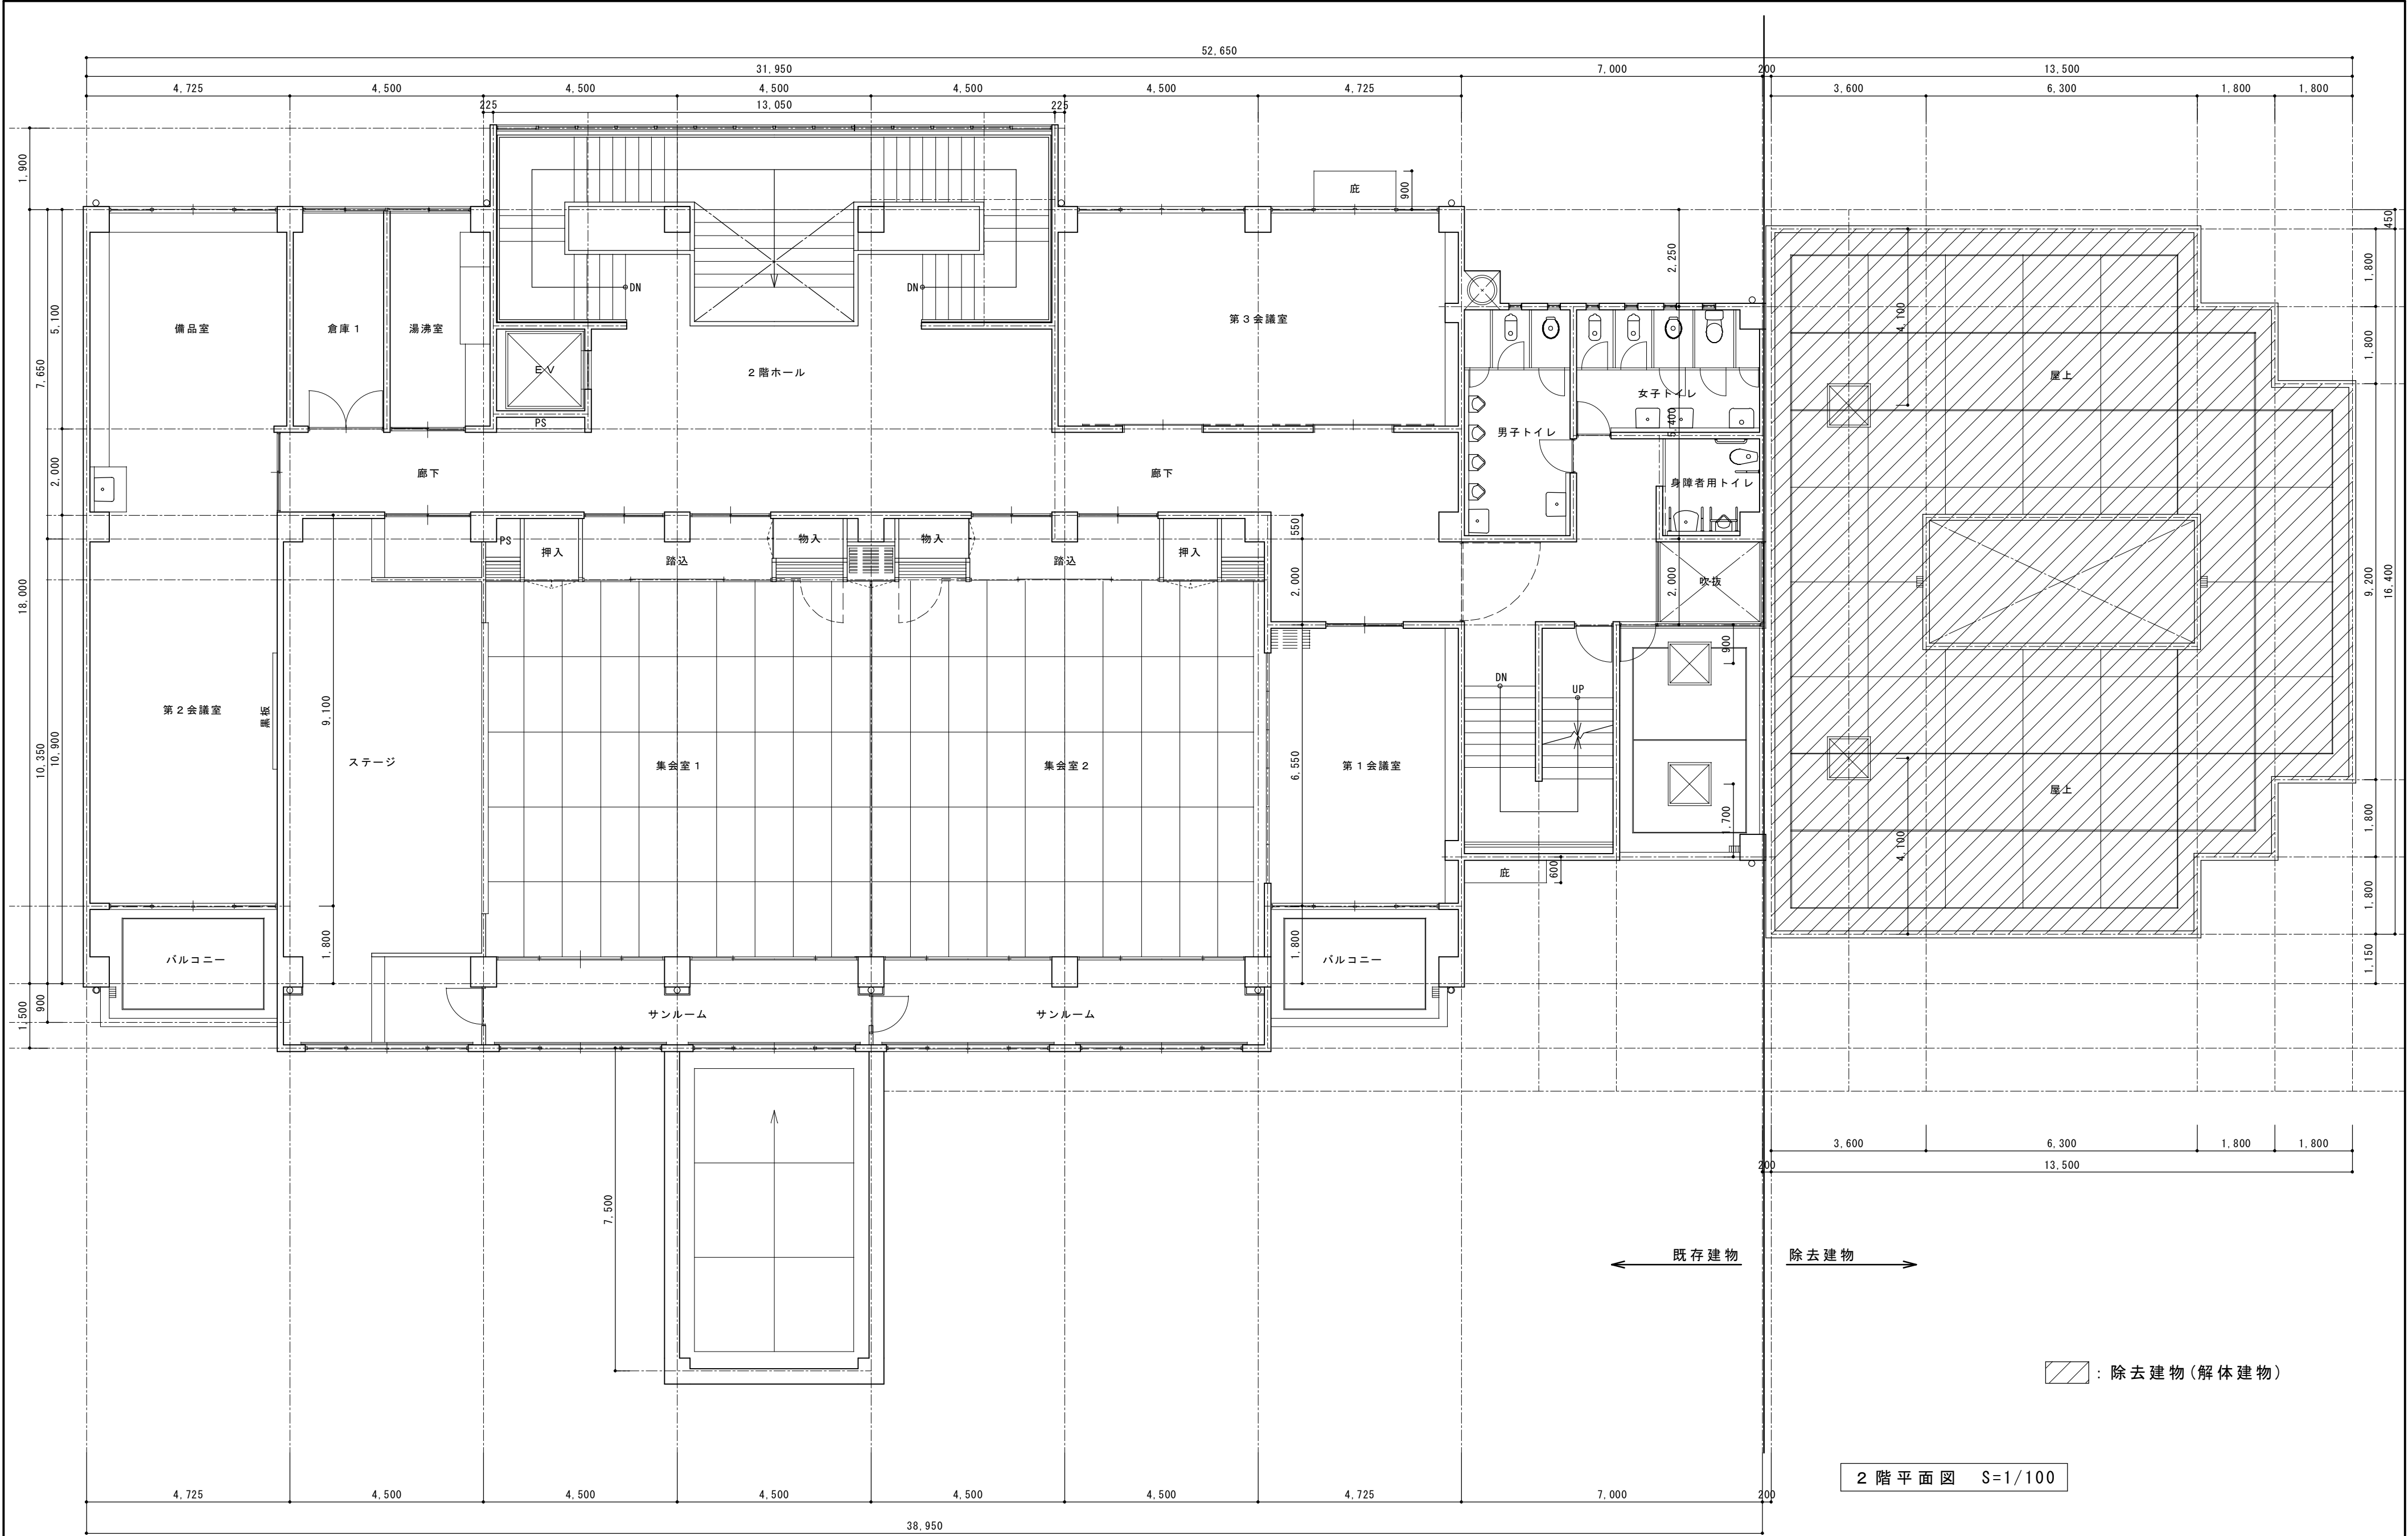 52,650
31,950
7,000
200
13,500
4,725
4,500
4,500
4,500
4,500
4,500
4,725
3,600
6,300
1,800
1,800
225
13,050
225
1,900
5,100
7,650
2,000
18,000
10,350
10,900
1,500
900
庇
900
2,250
450
1,800
1,800
9,200
16,400
1,800
1,800
1,150
DN
DN
備品室
倉庫1
湯沸室
EV
PS
2階ホール
第3会議室
女子トイレ
5,400
男子トイレ
身障者用トイレ
4,100
屋上
廊下
廊下
PS
押入
踏込
物入
物入
踏込
押入
550
2,000
2,000
吹抜
900
DN
UP
第2会議室
黒板
9,100
ステージ
集会室1
集会室2
6,550
第1会議室
1,700
屋上
4,100
庇
600
バルコニー
1,800
1,800
バルコニー
サンルーム
サンルーム
7,500
3,600
6,300
1,800
1,800
200
13,500
既存建物
除去建物
:除去建物(解体建物)
2階平面図 S=1/100
4,725
4,500
4,500
4,500
4,500
4,500
4,725
7,000
200
38,950